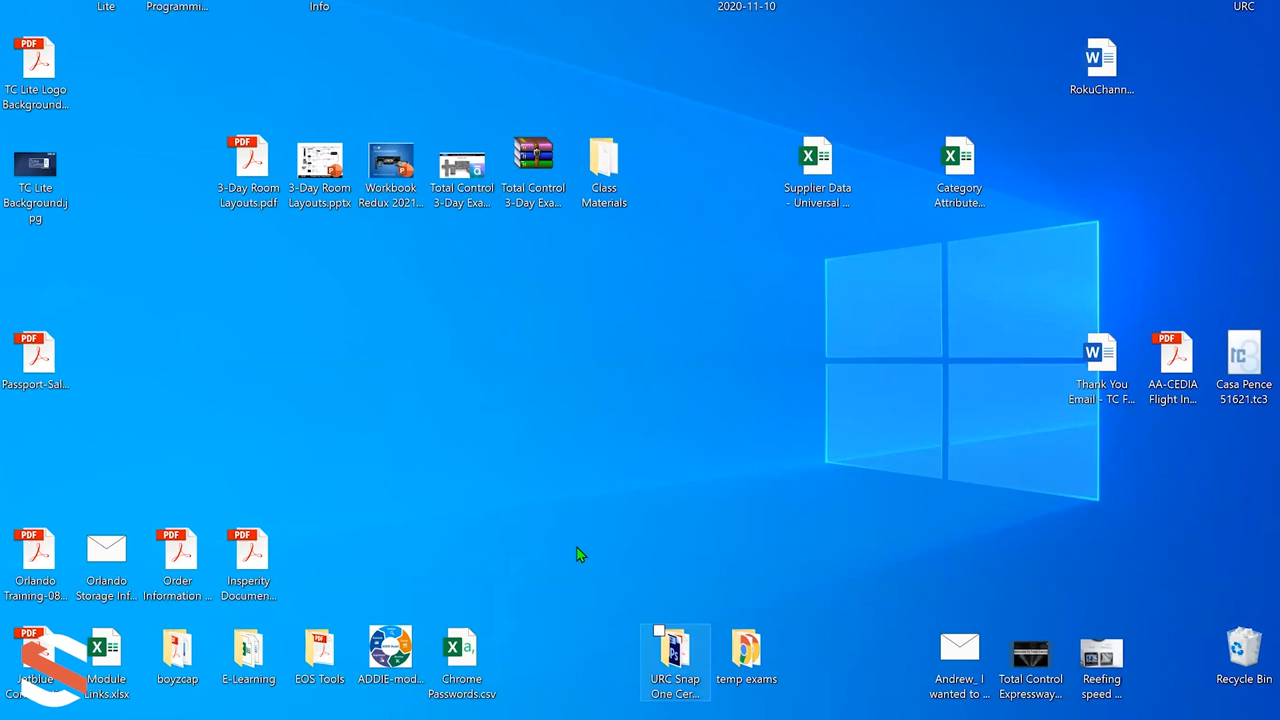 Lite
Programmi...
Info
2020-11-10
URC
TC Lite Logo
Background...
RokuChann...
TC Lite
Background.j
pg
3-Day Room
Layouts.pdf
3-Day Room
Layouts.pptx
Workbook
Redux 2021...
Total Control
3-Day Exa...
Total Control
3-Day Exa...
Class
Materials
Supplier Data
- Universal ...
Category
Attribute...
Passport-Sal...
Thank You
Email - TC F...
AA-CEDIA
Flight In...
Casa Pence
51621.tc3
Orlando
Training-08...
Orlando
Storage Inf...
Order
Information ...
Insperity
Documen...
Jetblue
Module
Links.xlsx
boyzcap
E-Learning
EOS Tools
ADDIE-mod...
Chrome
Passwords.csv
URC Snap
One Cer...
temp exams
Andrew_ I
wanted to ...
Total Control
Expressway...
Reefing
speed ...
Recycle Bin